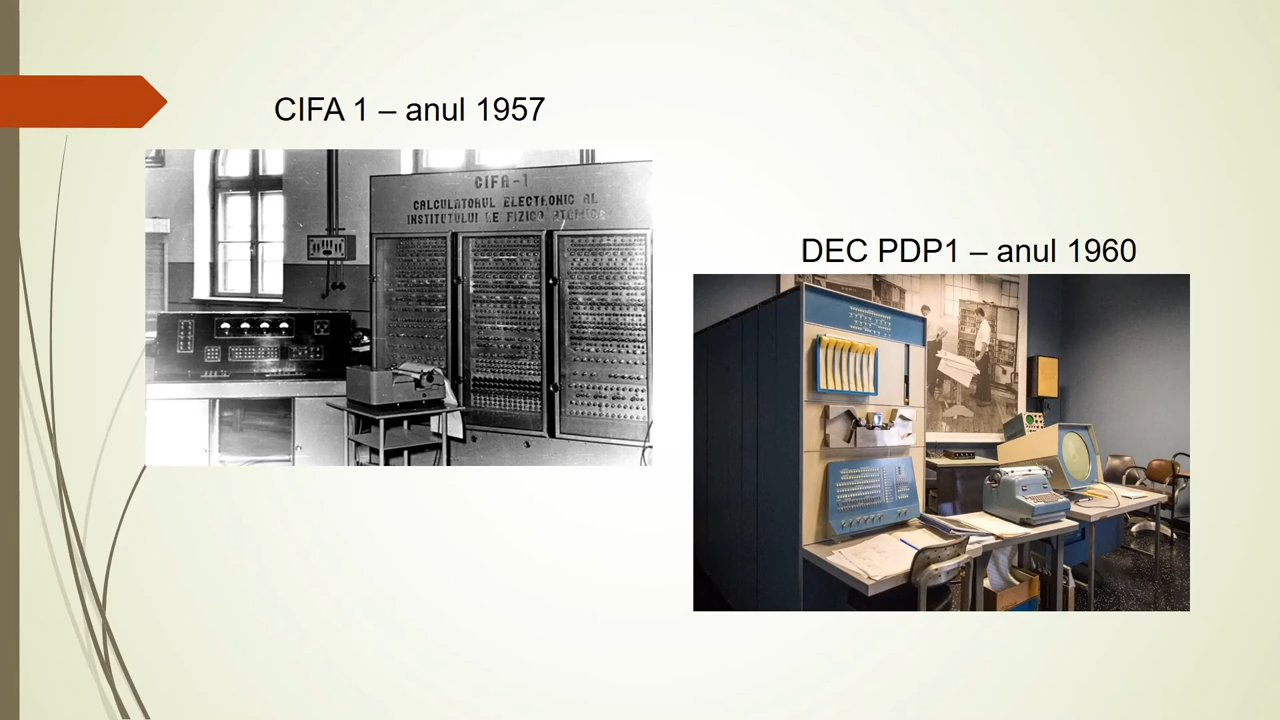 CIFA 1 – anul 1957
CIFA-1
CALCULATORUL ELECTRONIC AL
INSTITUTULUI DE FIZICĂ ATOMICĂ
DEC PDP1 – anul 1960